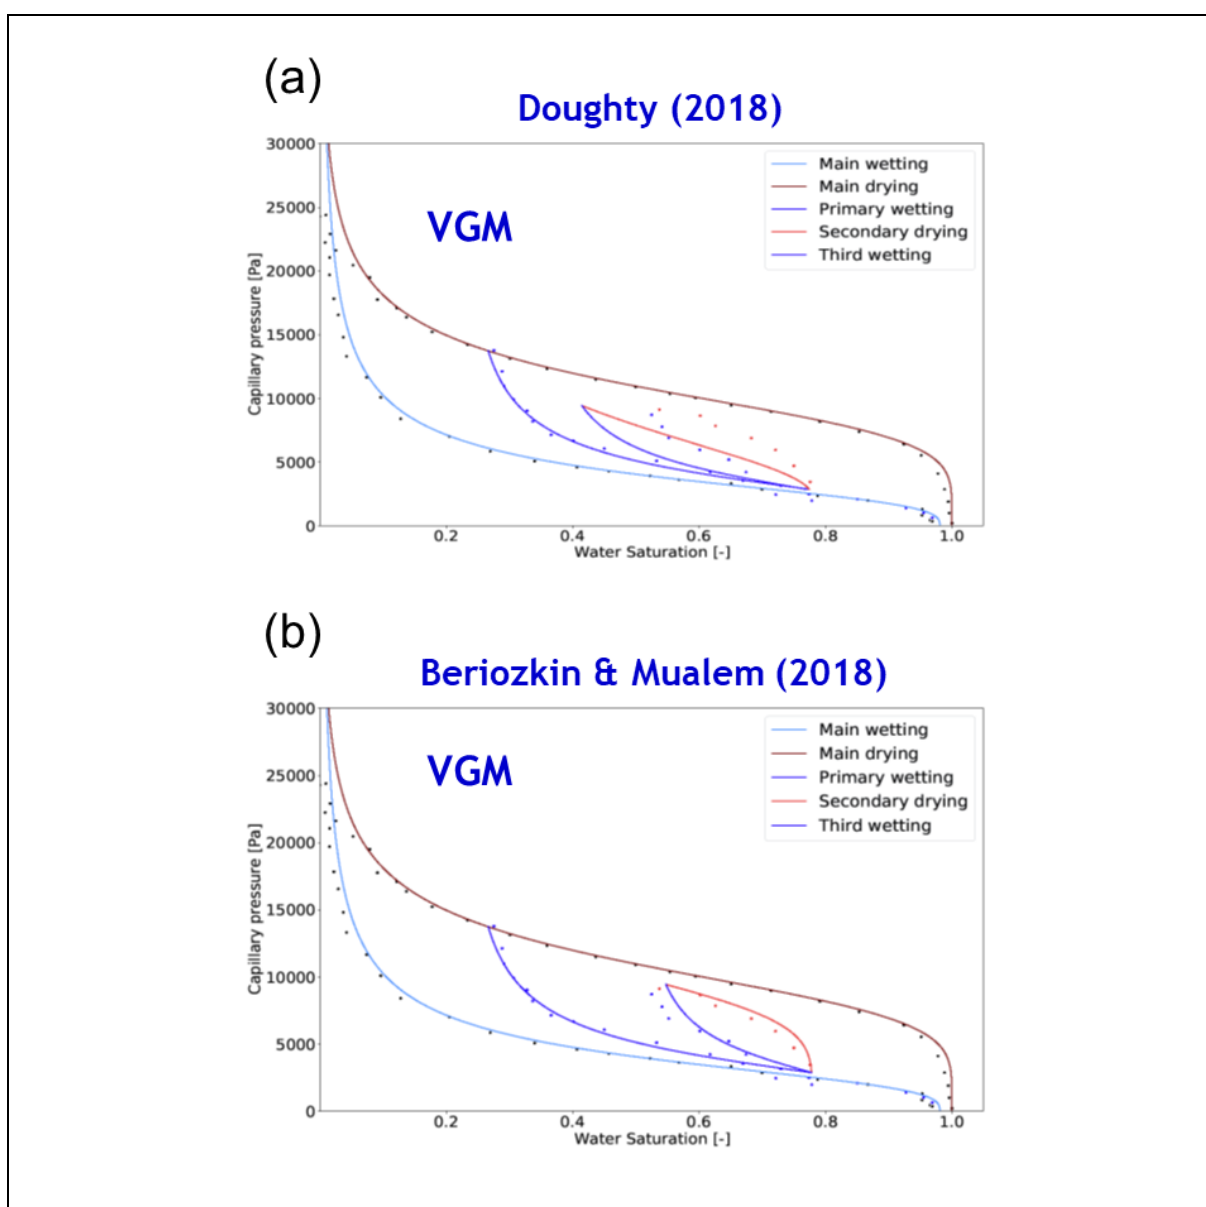 (a)
Doughty (2018)
VGM
Main wetting
Main drying
Primary wetting
Secondary drying
Third wetting
30000
25000
20000
15000
10000
5000
0
Capillary pressure [Pa]
0.2 0.4 0.6 0.8 1.0
Water Saturation [-]
(b)
Beriozkin & Mualem (2018)
VGM
Main wetting
Main drying
Primary wetting
Secondary drying
Third wetting
30000
25000
20000
15000
10000
5000
0
Capillary pressure [Pa]
0.2 0.4 0.6 0.8 1.0
Water Saturation [-]